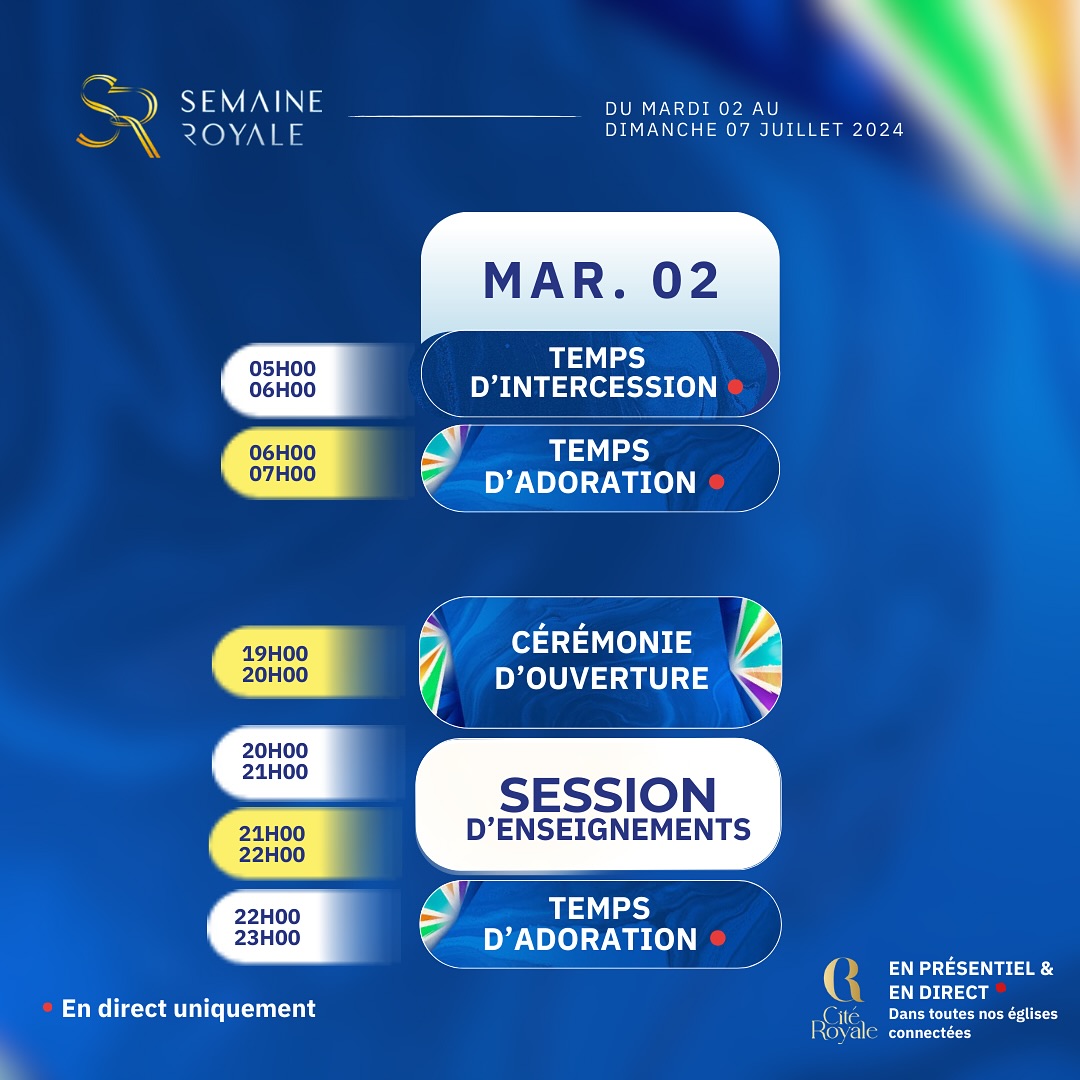 SEMAINE
ROYALE
DU MARDI 02 AU
DIMANCHE 07 JUILLET 2024
MAR. 02
05H00
06H00
TEMPS
D’INTERCESSION
06H00
07H00
TEMPS
D’ADORATION
19H00
20H00
CÉRÉMONIE
D’OUVERTURE
20H00
21H00
SESSION
D’ENSEIGNEMENTS
21H00
22H00
22H00
23H00
TEMPS
D’ADORATION
En direct uniquement
Cité
Royale
EN PRÉSENTIEL &
EN DIRECT
Dans toutes nos églises
connectées